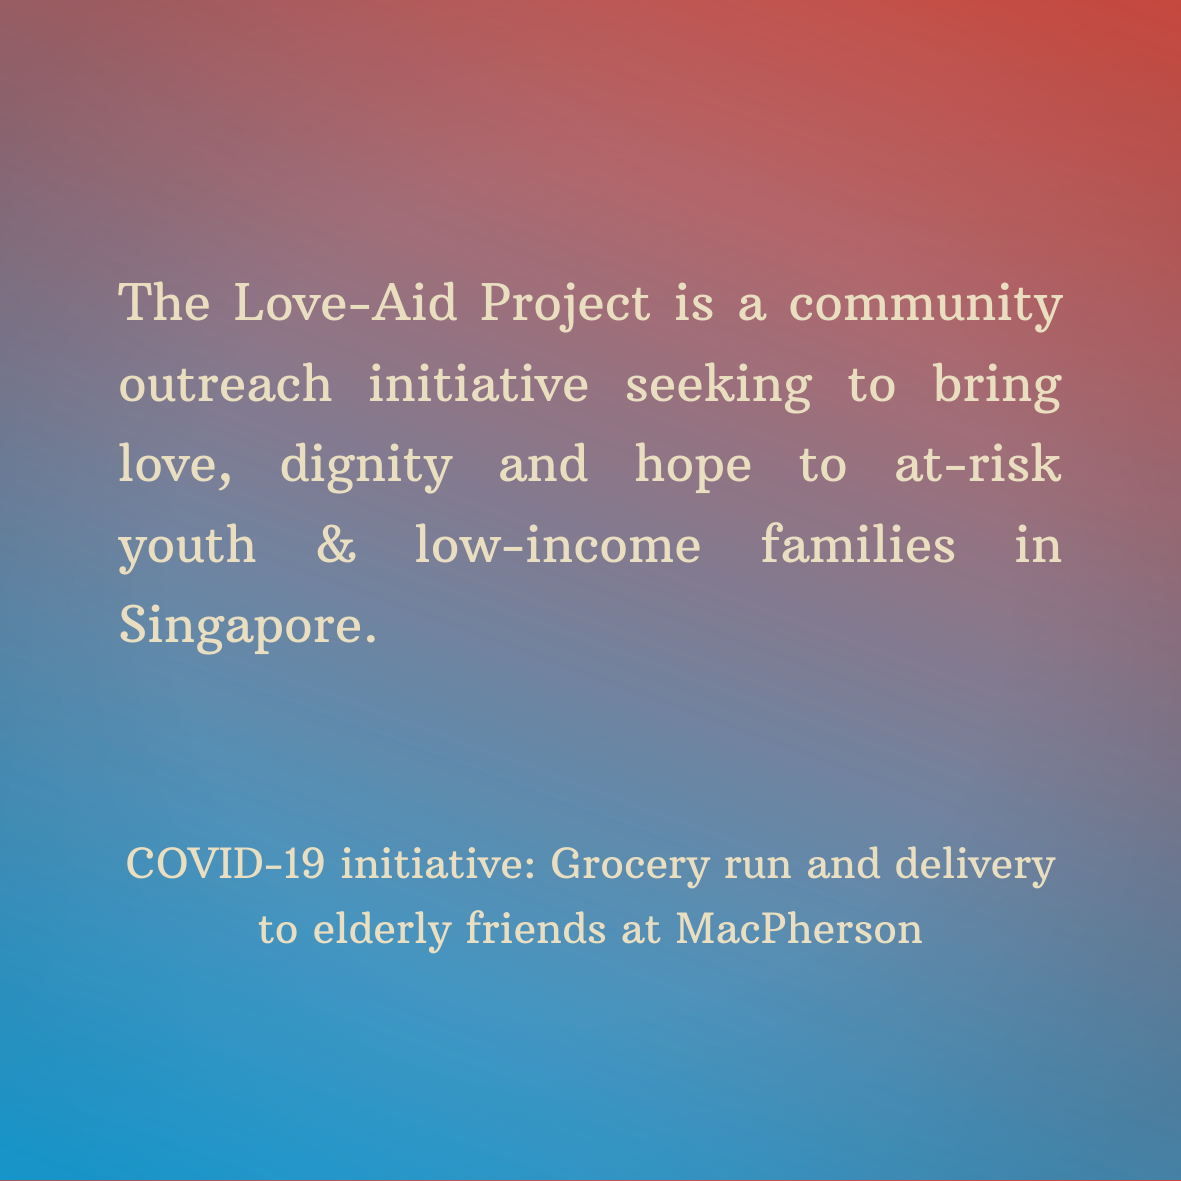 The Love-Aid Project is a community
outreach initiative seeking to bring
love, dignity and hope to at-risk
youth & low-income families in
Singapore.
COVID-19 initiative: Grocery run and delivery
to elderly friends at MacPherson